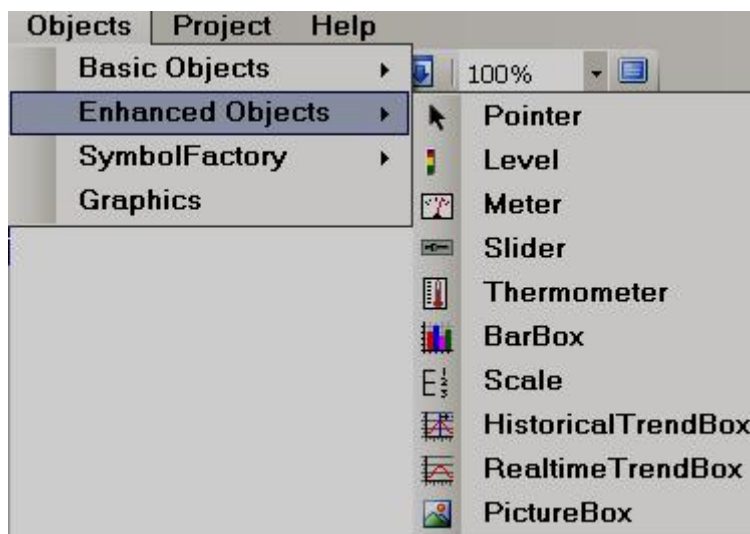 Objects Project Help
Basic Objects
100%
Enhanced Objects
SymbolFactory
Graphics
Pointer
Level
Meter
Slider
Thermometer
BarBox
Scale
HistoricalTrendBox
RealtimeTrendBox
PictureBox